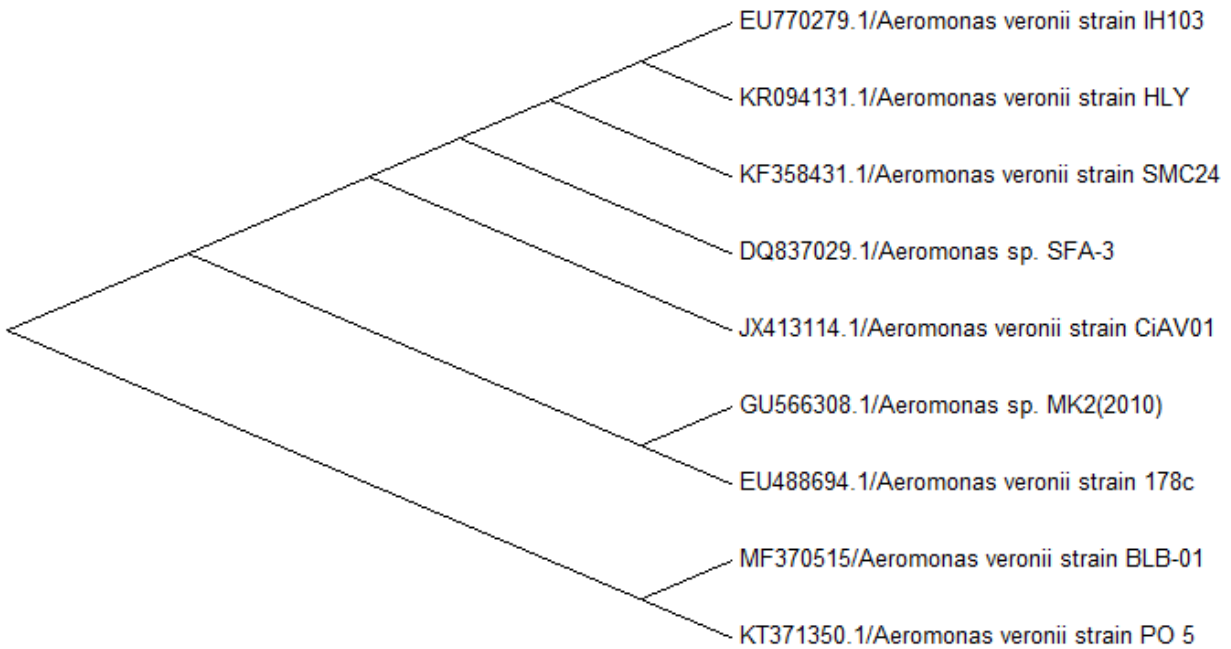 EU770279.1/Aeromonas veronii strain IH103
KR094131.1/Aeromonas veronii strain HLY
KF358431.1/Aeromonas veronii strain SMC24
DQ837029.1/Aeromonas sp. SFA-3
JX413114.1/Aeromonas veronii strain CiAV01
GU566308.1/Aeromonas sp. MK2(2010)
EU488694.1/Aeromonas veronii strain 178c
MF370515/Aeromonas veronii strain BLB-01
KT371350.1/Aeromonas veronii strain PO 5